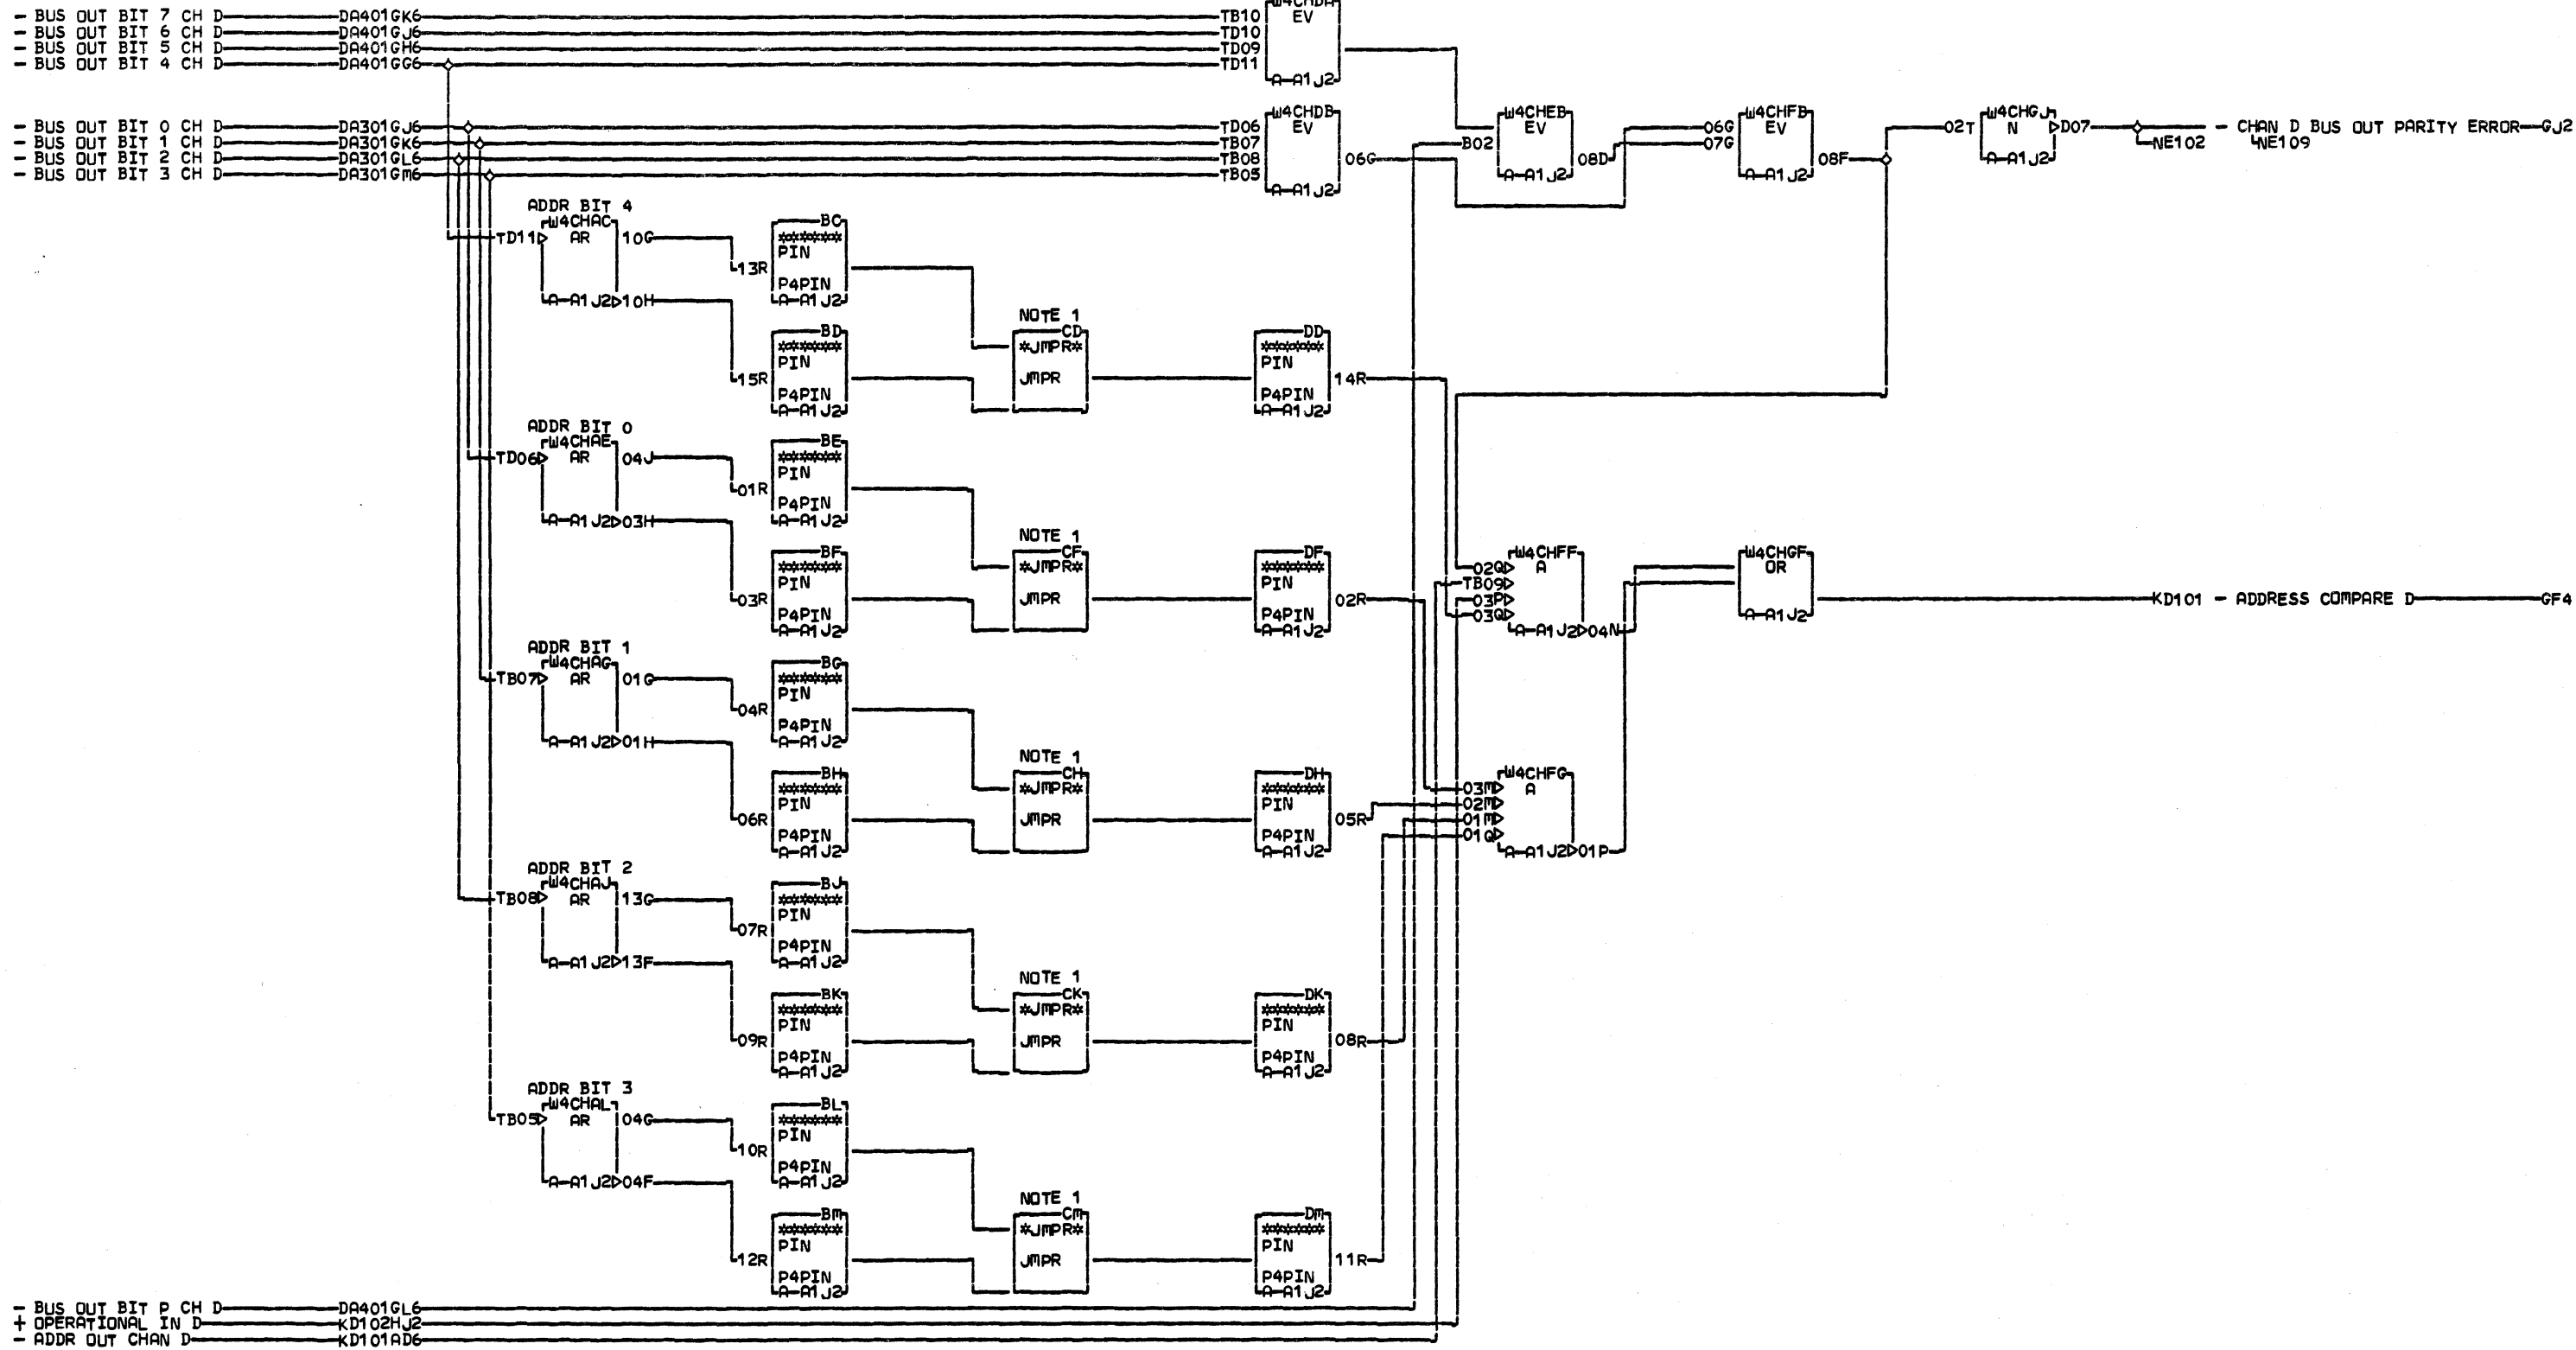 - BUS OUT BIT 7 CH D DA401GK6 TB10
- BUS OUT BIT 6 CH D DA401GJ6 TD10
- BUS OUT BIT 5 CH D DA401GH6 TD09
- BUS OUT BIT 4 CH D DA401GG6 TD11
W4CHDA
EV
A-A1J2
- BUS OUT BIT 0 CH D DA301GJ6 TD06
- BUS OUT BIT 1 CH D DA301GK6 TB07
- BUS OUT BIT 2 CH D DA301GL6 TB08
- BUS OUT BIT 3 CH D DA301GM6 TB05
W4CHDB
EV
06G
A-A1J2
B02
W4CHEB
EV
08D
A-A1J2
06G
07G
W4CHFB
EV
08F
A-A1J2
02T
W4CHGJ
N
D07
A-A1J2
NE102
- CHAN D BUS OUT PARITY ERROR GJ2
NE109
ADDR BIT 4
W4CHAC
TD11 AR 10G
A-A1J2 10H
BC
******
PIN
13R
P4PIN
A-A1J2
BD
******
PIN
15R
P4PIN
A-A1J2
NOTE 1
CD
*JMPR*
JMPR
DD
******
PIN
14R
P4PIN
A-A1J2
ADDR BIT 0
W4CHAE
TD06 AR 04J
A-A1J2 03H
BE
******
PIN
01R
P4PIN
A-A1J2
BF
******
PIN
03R
P4PIN
A-A1J2
NOTE 1
CF
*JMPR*
JMPR
DF
******
PIN
02R
P4PIN
A-A1J2
W4CHFF
A
02Q
TB09
03P
03Q
A-A1J2 04N
W4CHGF
OR
A-A1J2
KD101 - ADDRESS COMPARE D GF4
ADDR BIT 1
W4CHAG
TB07 AR 01G
A-A1J2 01H
BG
******
PIN
04R
P4PIN
A-A1J2
BH
******
PIN
06R
P4PIN
A-A1J2
NOTE 1
CH
*JMPR*
JMPR
DH
******
PIN
05R
P4PIN
A-A1J2
W4CHFG
A
03M
02M
01M
01Q
A-A1J2 01P
ADDR BIT 2
W4CHAJ
TB08 AR 13G
A-A1J2 13F
BJ
******
PIN
07R
P4PIN
A-A1J2
BK
******
PIN
09R
P4PIN
A-A1J2
NOTE 1
CK
*JMPR*
JMPR
DK
******
PIN
08R
P4PIN
A-A1J2
ADDR BIT 3
W4CHAL
TB05 AR 04G
A-A1J2 04F
BL
******
PIN
10R
P4PIN
A-A1J2
BM
******
PIN
12R
P4PIN
A-A1J2
NOTE 1
CM
*JMPR*
JMPR
DM
******
PIN
11R
P4PIN
A-A1J2
- BUS OUT BIT P CH D DA401GL6
+ OPERATIONAL IN D KD102HJ2
- ADDR OUT CHAN D KD101AD6